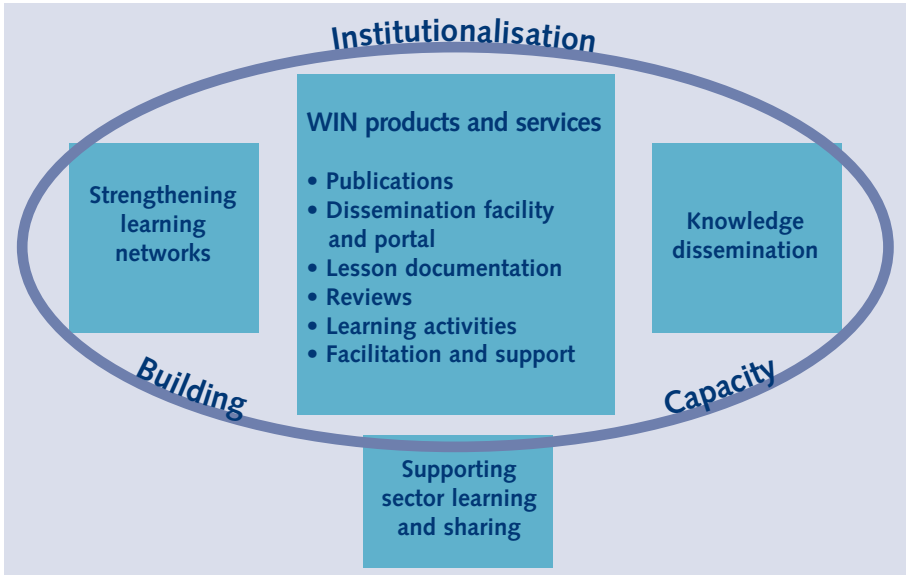 Institutionalisation
WIN products and services
• Publications
• Dissemination facility
and portal
• Lesson documentation
• Reviews
• Learning activities
• Facilitation and support
Strengthening
learning
networks
Knowledge
dissemination
Building
Capacity
Supporting
sector learning
and sharing